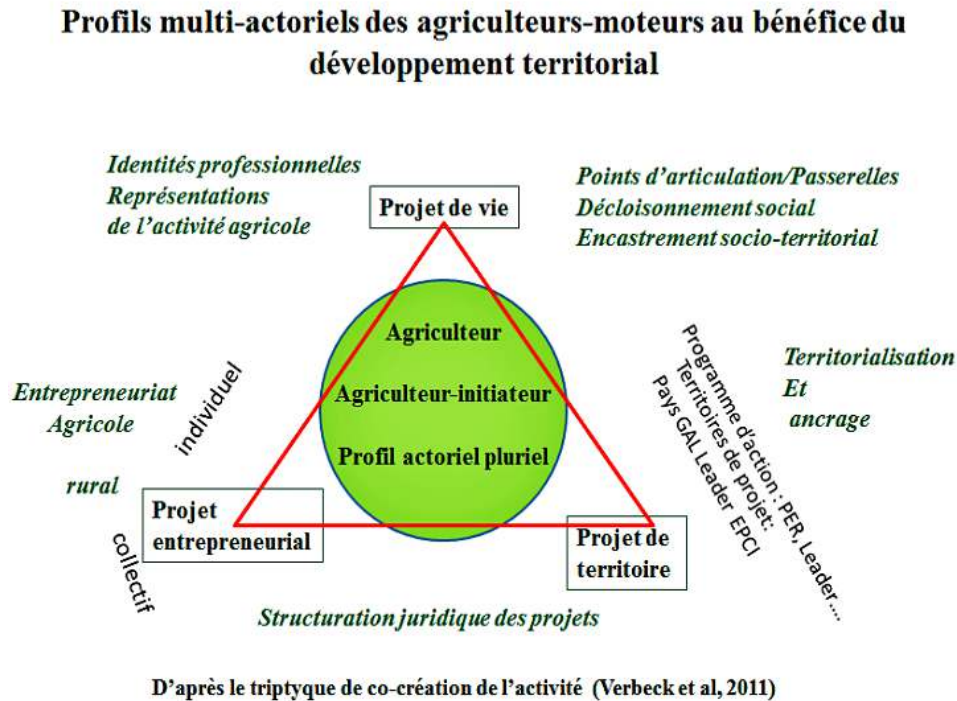 Profils multi-actoriels des agriculteurs-moteurs au bénéfice du
développement territorial
Identités professionnelles
Représentations
de l'activité agricole
Projet de vie
Points d'articulation/Passerelles
Décloisonnement social
Encastrement socio-territorial
Agriculteur
Agriculteur-initiateur
Profil actoriel pluriel
Entrepreneuriat
Agricole
rural
individuel
collectif
Programme d'action : PER, Leader....
Territoires de projet:
Pays GAL Leader EPCI
Territorialisation
Et
ancrage
Projet
entrepreneurial
Projet de
territoire
Structuration juridique des projets
D'après le triptyque de co-création de l'activité (Verbeck et al, 2011)